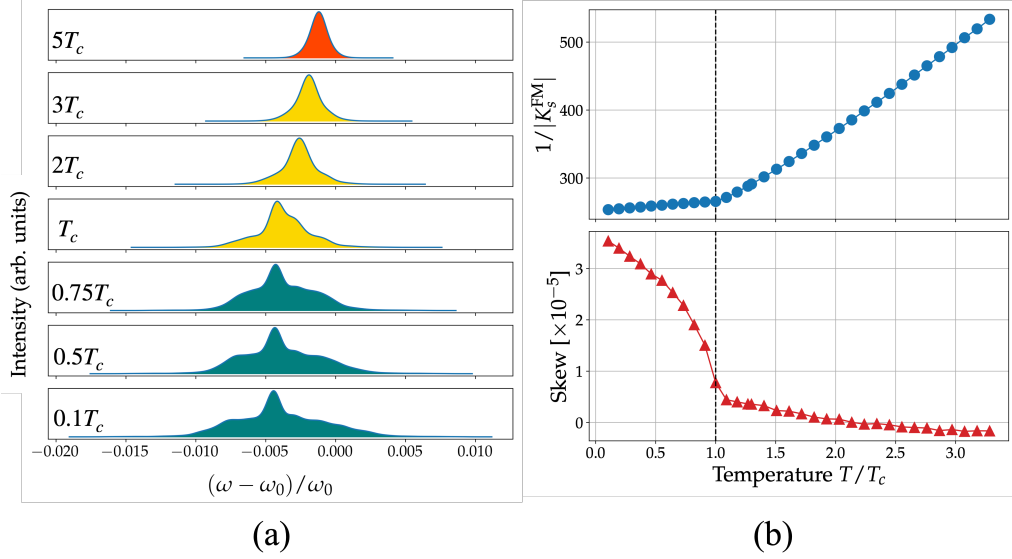 Intensity (arb. units)
5T_c
3T_c
2T_c
T_c
0.75T_c
0.5T_c
0.1T_c
−0.020 −0.015 −0.010 −0.005 0.000 0.005 0.010
(ω − ω₀)/ω₀
(a)
1/|K_s^FM|
500
400
300
Skew [×10⁻⁵]
3
2
1
0
0.0 0.5 1.0 1.5 2.0 2.5 3.0
Temperature T/T_c
(b)